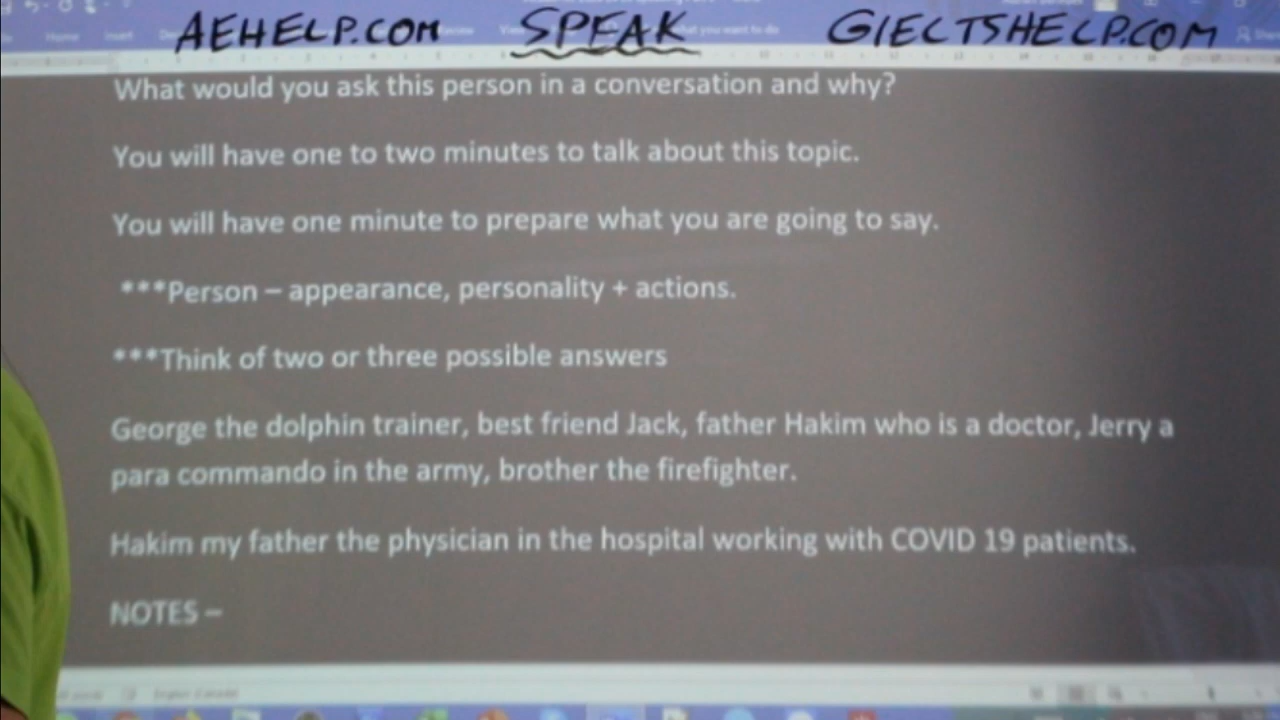 AEHELP.COM SPEAK GIELTSHELP.COM
Home Insert
What would you ask this person in a conversation and why?
You will have one to two minutes to talk about this topic.
You will have one minute to prepare what you are going to say.
***Person – appearance, personality + actions.
***Think of two or three possible answers
George the dolphin trainer, best friend Jack, father Hakim who is a doctor, Jerry a
para commando in the army, brother the firefighter.
Hakim my father the physician in the hospital working with COVID 19 patients.
NOTES –